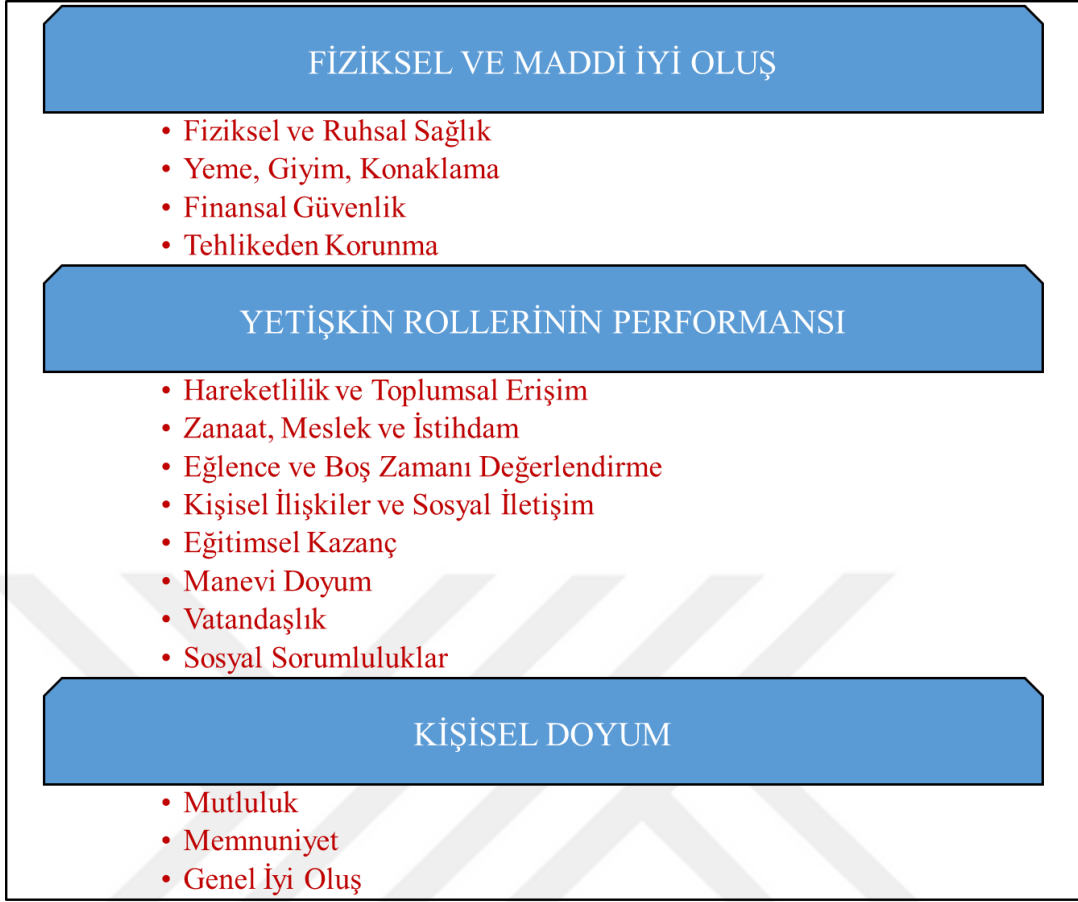 FİZİKSEL VE MADDİ İYİ OLUŞ
• Fiziksel ve Ruhsal Sağlık
• Yeme, Giyim, Konaklama
• Finansal Güvenlik
• Tehlikeden Korunma
YETİŞKİN ROLLERİNİN PERFORMANSI
• Hareketlilik ve Toplumsal Erişim
• Zanaat, Meslek ve İstihdam
• Eğlence ve Boş Zamanı Değerlendirme
• Kişisel İlişkiler ve Sosyal İletişim
• Eğitimsel Kazanç
• Manevi Doyum
• Vatandaşlık
• Sosyal Sorumluluklar
KİŞİSEL DOYUM
• Mutluluk
• Memnuniyet
• Genel İyi Oluş